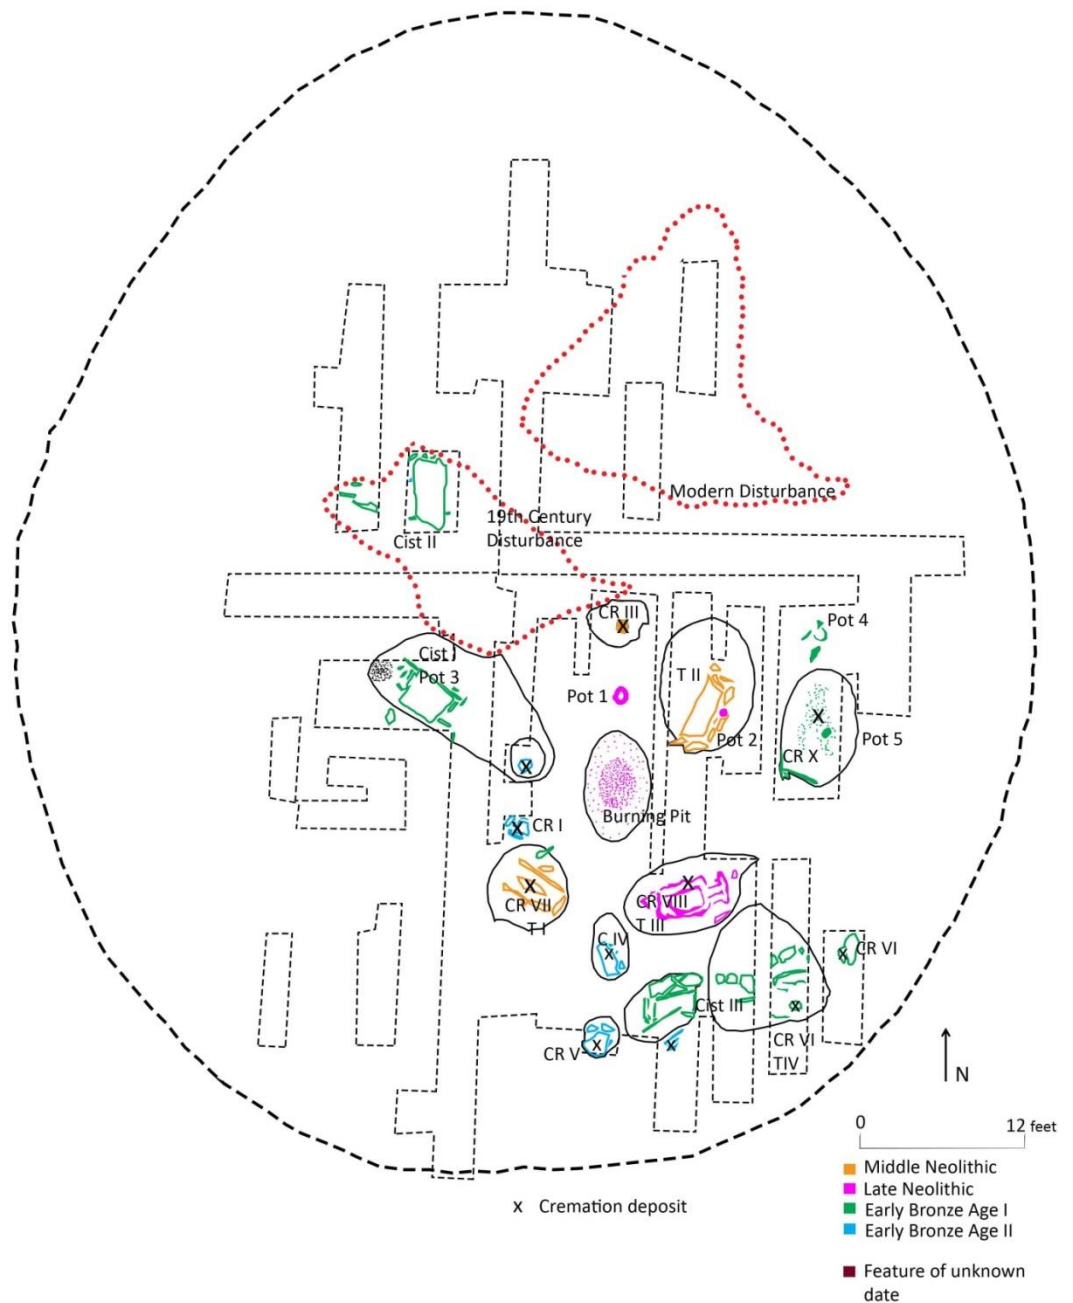 Modern Disturbance
19th Century
Disturbance
Cist II
CR III
Pot 4
Cist I
Pot 3
T II
Pot 1
Pot 2
Pot 5
CR X
X
X
X
Burning Pit
X
CR I
X
X
CR VII
T I
CR VIII
T III
C IV
X
X
CR VI
Cist III
X
CR V
X
X
CR VI
TIV
N
0
12 feet
Middle Neolithic
Late Neolithic
Early Bronze Age I
Early Bronze Age II
x Cremation deposit
Feature of unknown
date